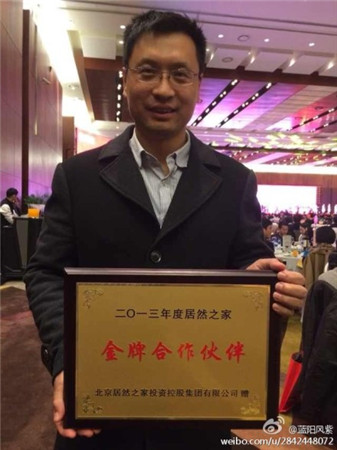 二〇一三年度居然之家
金牌合作伙伴
北京居然之家投资控股集团有限公司 赠
@蓝阳风紫
weibo.com/u/2842448072